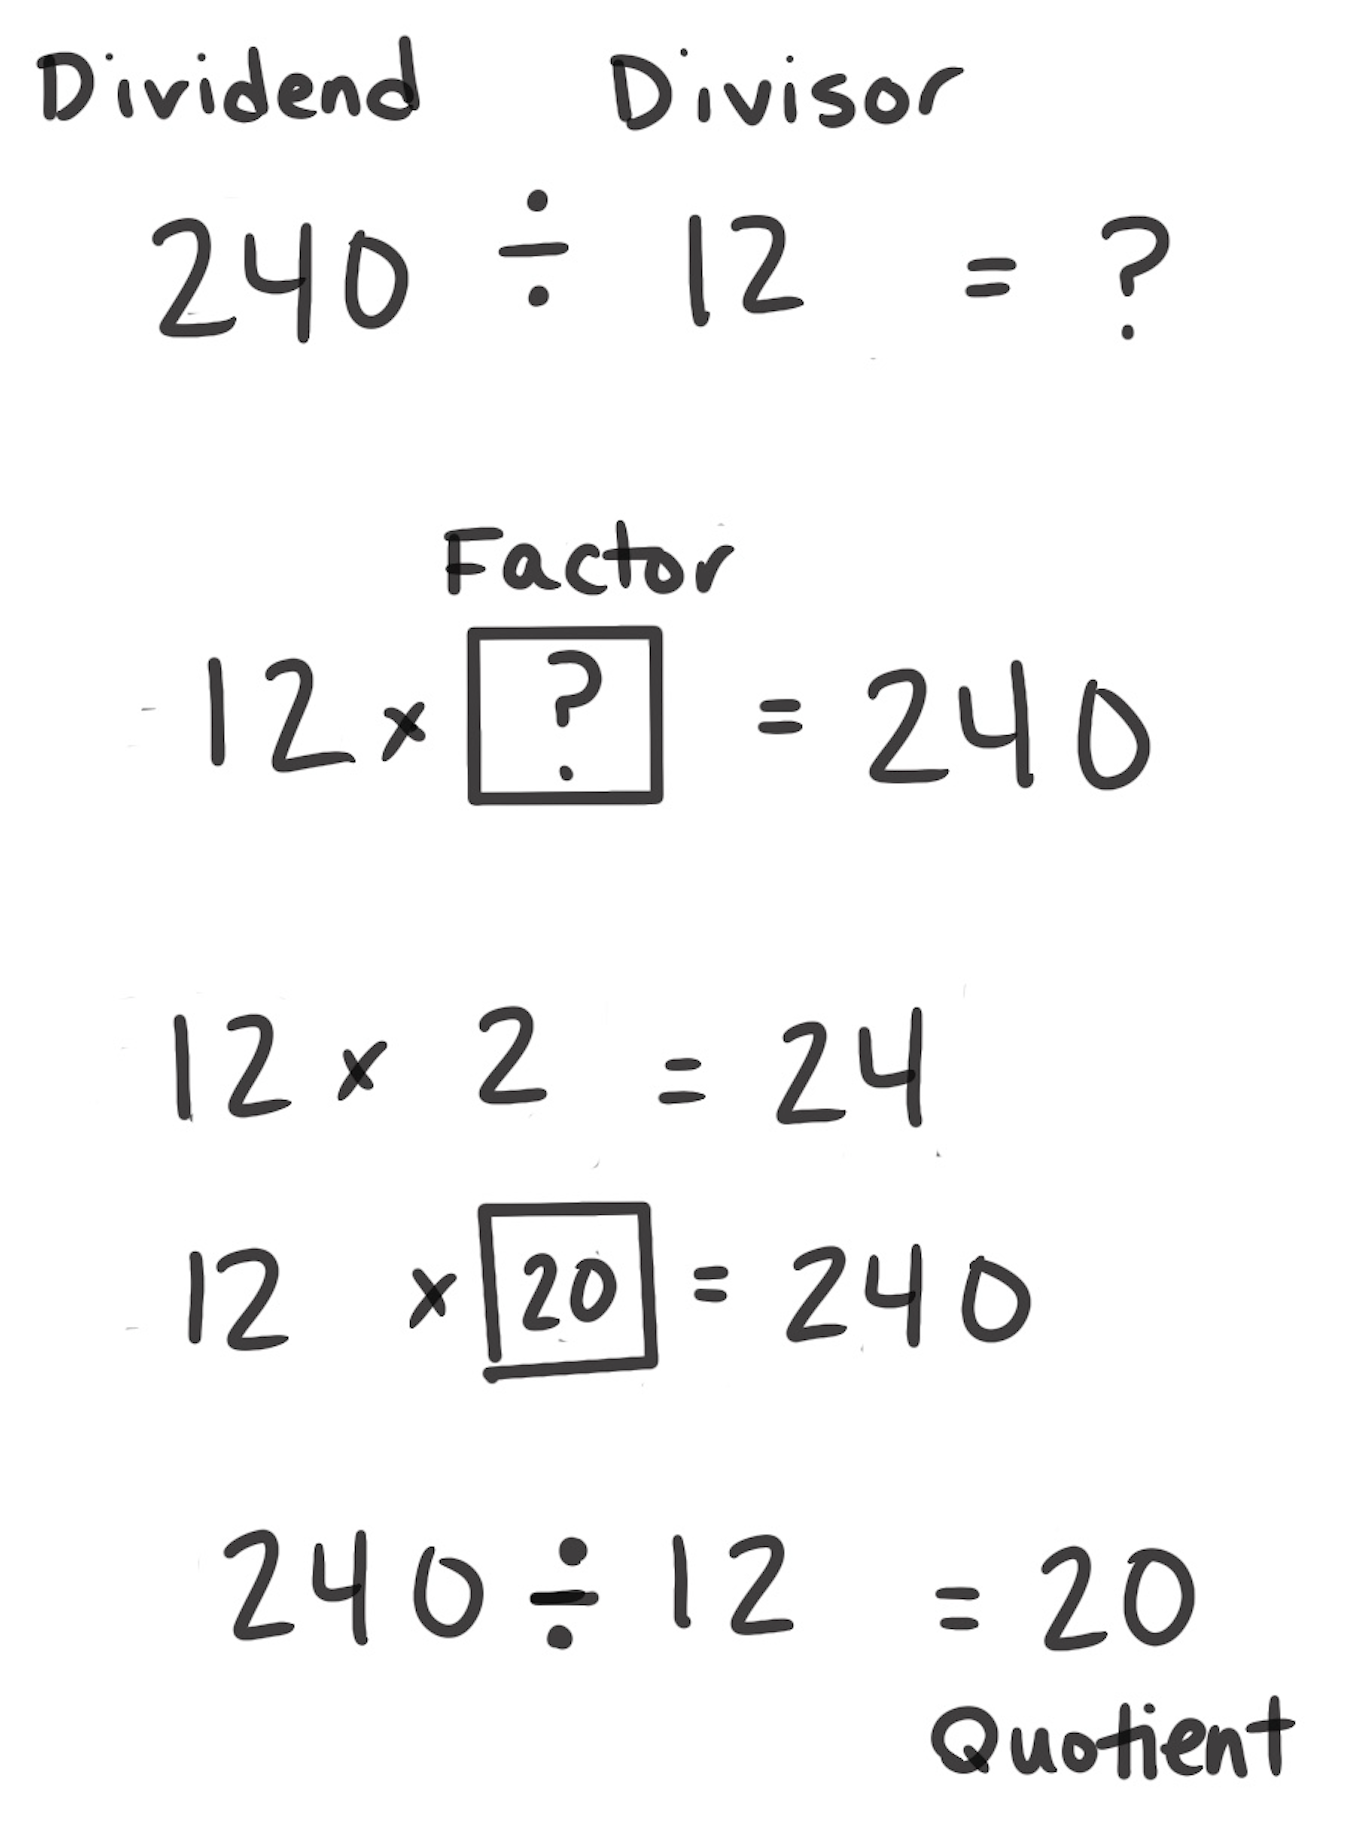 Dividend Divisor
240 ÷ 12 = ?
Factor
12 × ? = 240
12 × 2 = 24
12 × 20 = 240
240 ÷ 12 = 20
Quotient